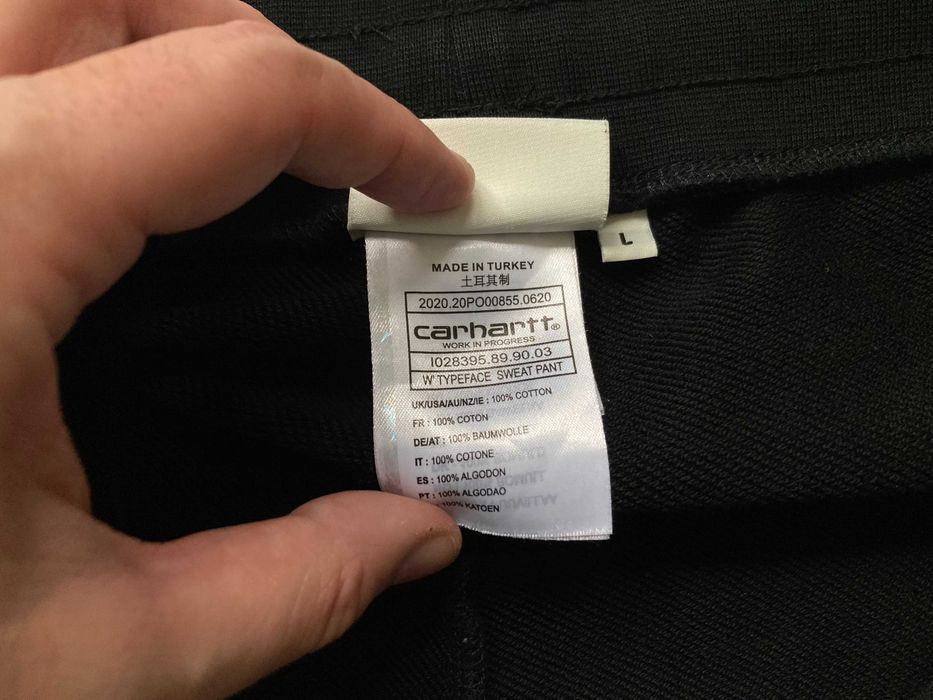 L
MADE IN TURKEY
土耳其制
2020.20PO00855.0620
carhartt®
WORK IN PROGRESS
I028395.89.90.03
W' TYPEFACE SWEAT PANT
UK/USA/AU/NZ/IE : 100% COTTON
FR : 100% COTON
DE/AT : 100% BAUMWOLLE
IT : 100% COTONE
ES : 100% ALGODON
PT : 100% ALGODAO
: 100% KATOEN